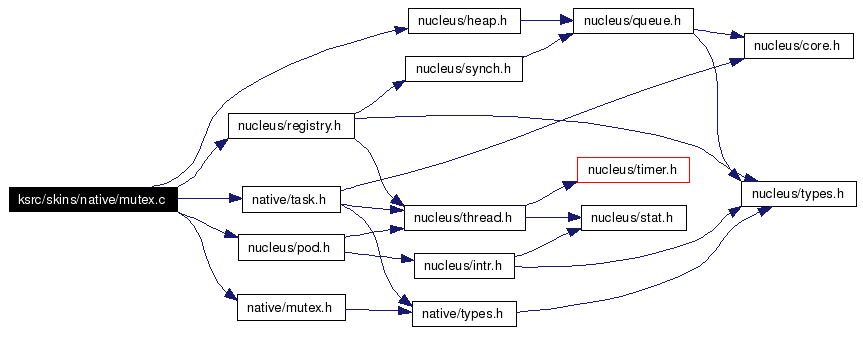 nucleus/heap.h
nucleus/queue.h
nucleus/core.h
nucleus/synch.h
nucleus/registry.h
nucleus/timer.h
ksrc/skins/native/mutex.c
native/task.h
nucleus/types.h
nucleus/thread.h
nucleus/stat.h
nucleus/pod.h
nucleus/intr.h
native/mutex.h
native/types.h